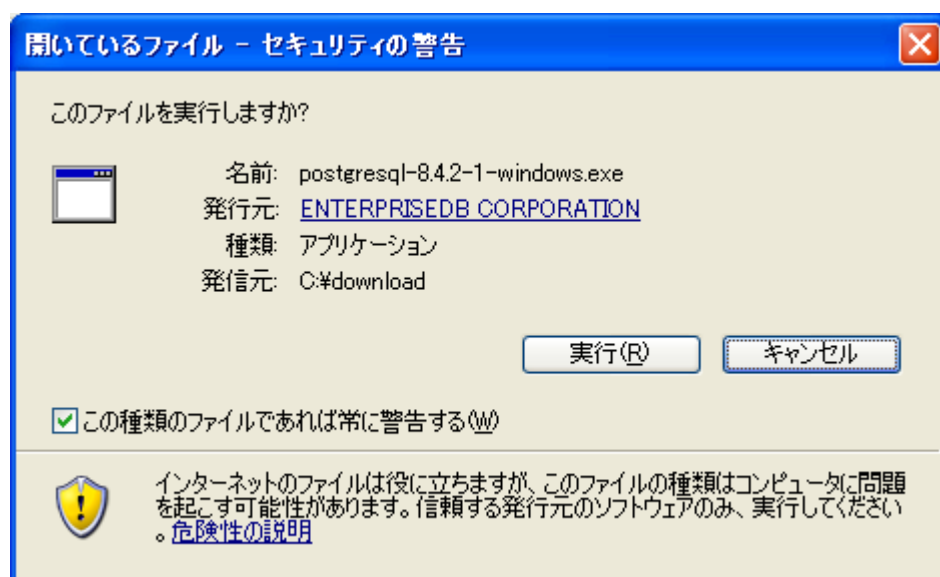 開いているファイル - セキュリティの警告
このファイルを実行しますか?
名前: postgresql-8.4.2-1-windows.exe
発行元: ENTERPRISEDB CORPORATION
種類: アプリケーション
発信元: C:¥download
実行(R) キャンセル
この種類のファイルであれば常に警告する(W)
インターネットのファイルは役に立ちますが、このファイルの種類はコンピュータに問題
を起こす可能性があります。信頼する発行元のソフトウェアのみ、実行してください
。危険性の説明